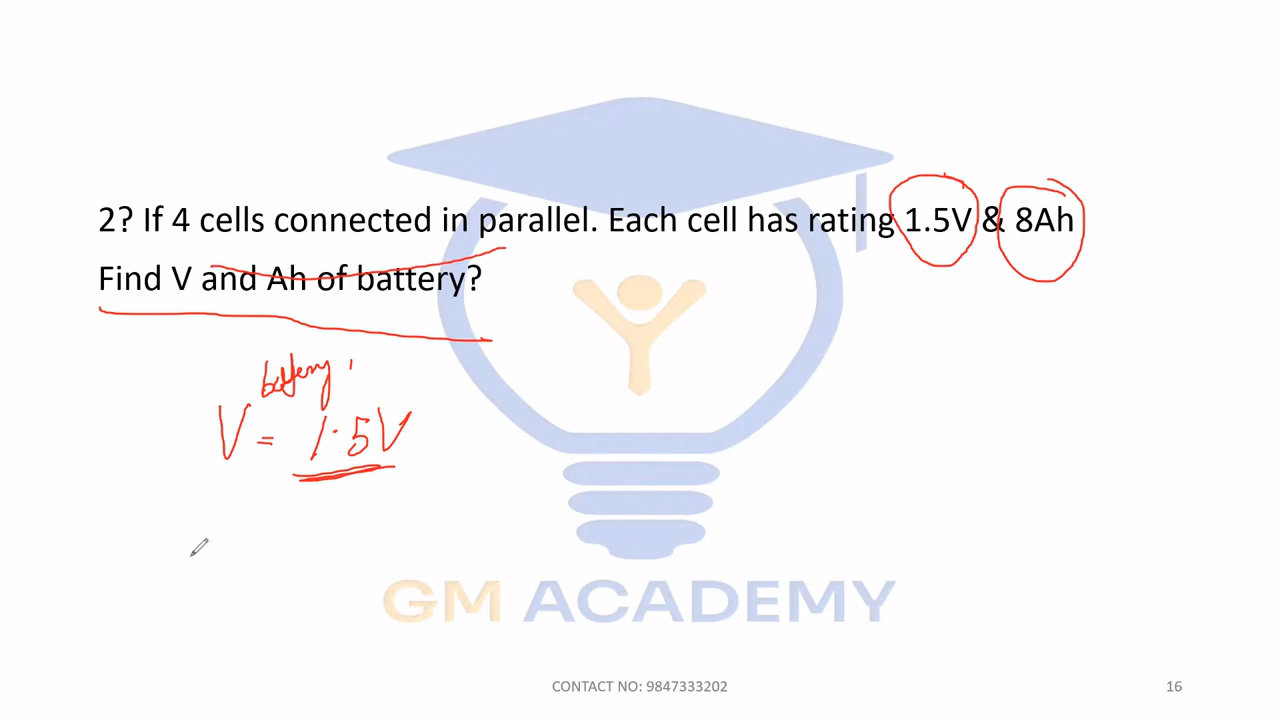 2? If 4 cells connected in parallel. Each cell has rating 1.5V & 8Ah
Find V and Ah of battery?
battery
V = 1.5V
GM ACADEMY
CONTACT NO: 9847333202
16